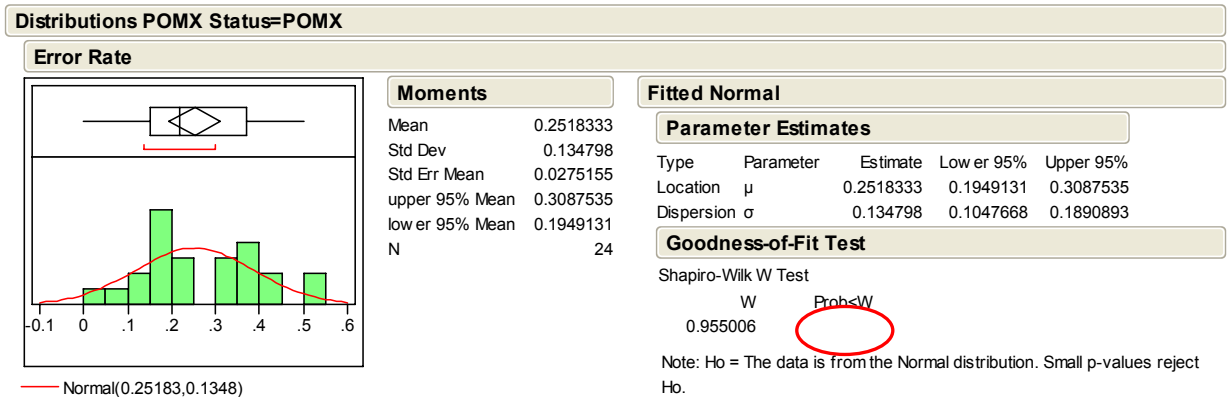 Distributions POMX Status=POMX
Error Rate
-0.1 0 .1 .2 .3 .4 .5 .6
Normal(0.25183,0.1348)
Moments
Mean 0.2518333
Std Dev 0.134798
Std Err Mean 0.0275155
upper 95% Mean 0.3087535
lower 95% Mean 0.1949131
N 24
Fitted Normal
Parameter Estimates
Type Parameter Estimate Lower 95% Upper 95%
Location μ 0.2518333 0.1949131 0.3087535
Dispersion σ 0.134798 0.1047668 0.1890893
Goodness-of-Fit Test
Shapiro-Wilk W Test
W Prob<W
0.955006
Note: Ho = The data is from the Normal distribution. Small p-values reject
Ho.